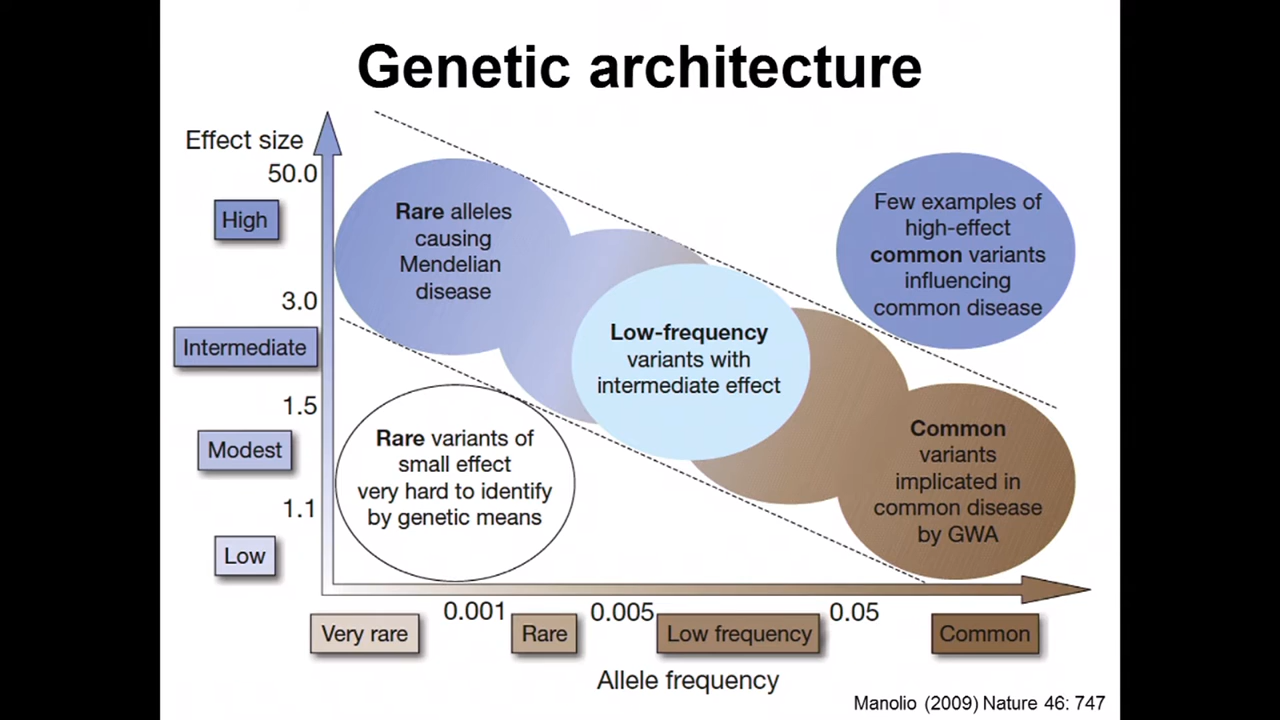 Genetic architecture
Effect size
50.0
High
3.0
Intermediate
1.5
Modest
1.1
Low
Rare alleles
causing
Mendelian
disease
Few examples of
high-effect
common variants
influencing
common disease
Low-frequency
variants with
intermediate effect
Rare variants of
small effect
very hard to identify
by genetic means
Common
variants
implicated in
common disease
by GWA
0.001
0.005
0.05
Very rare
Rare
Low frequency
Common
Allele frequency
Manolio (2009) Nature 46: 747